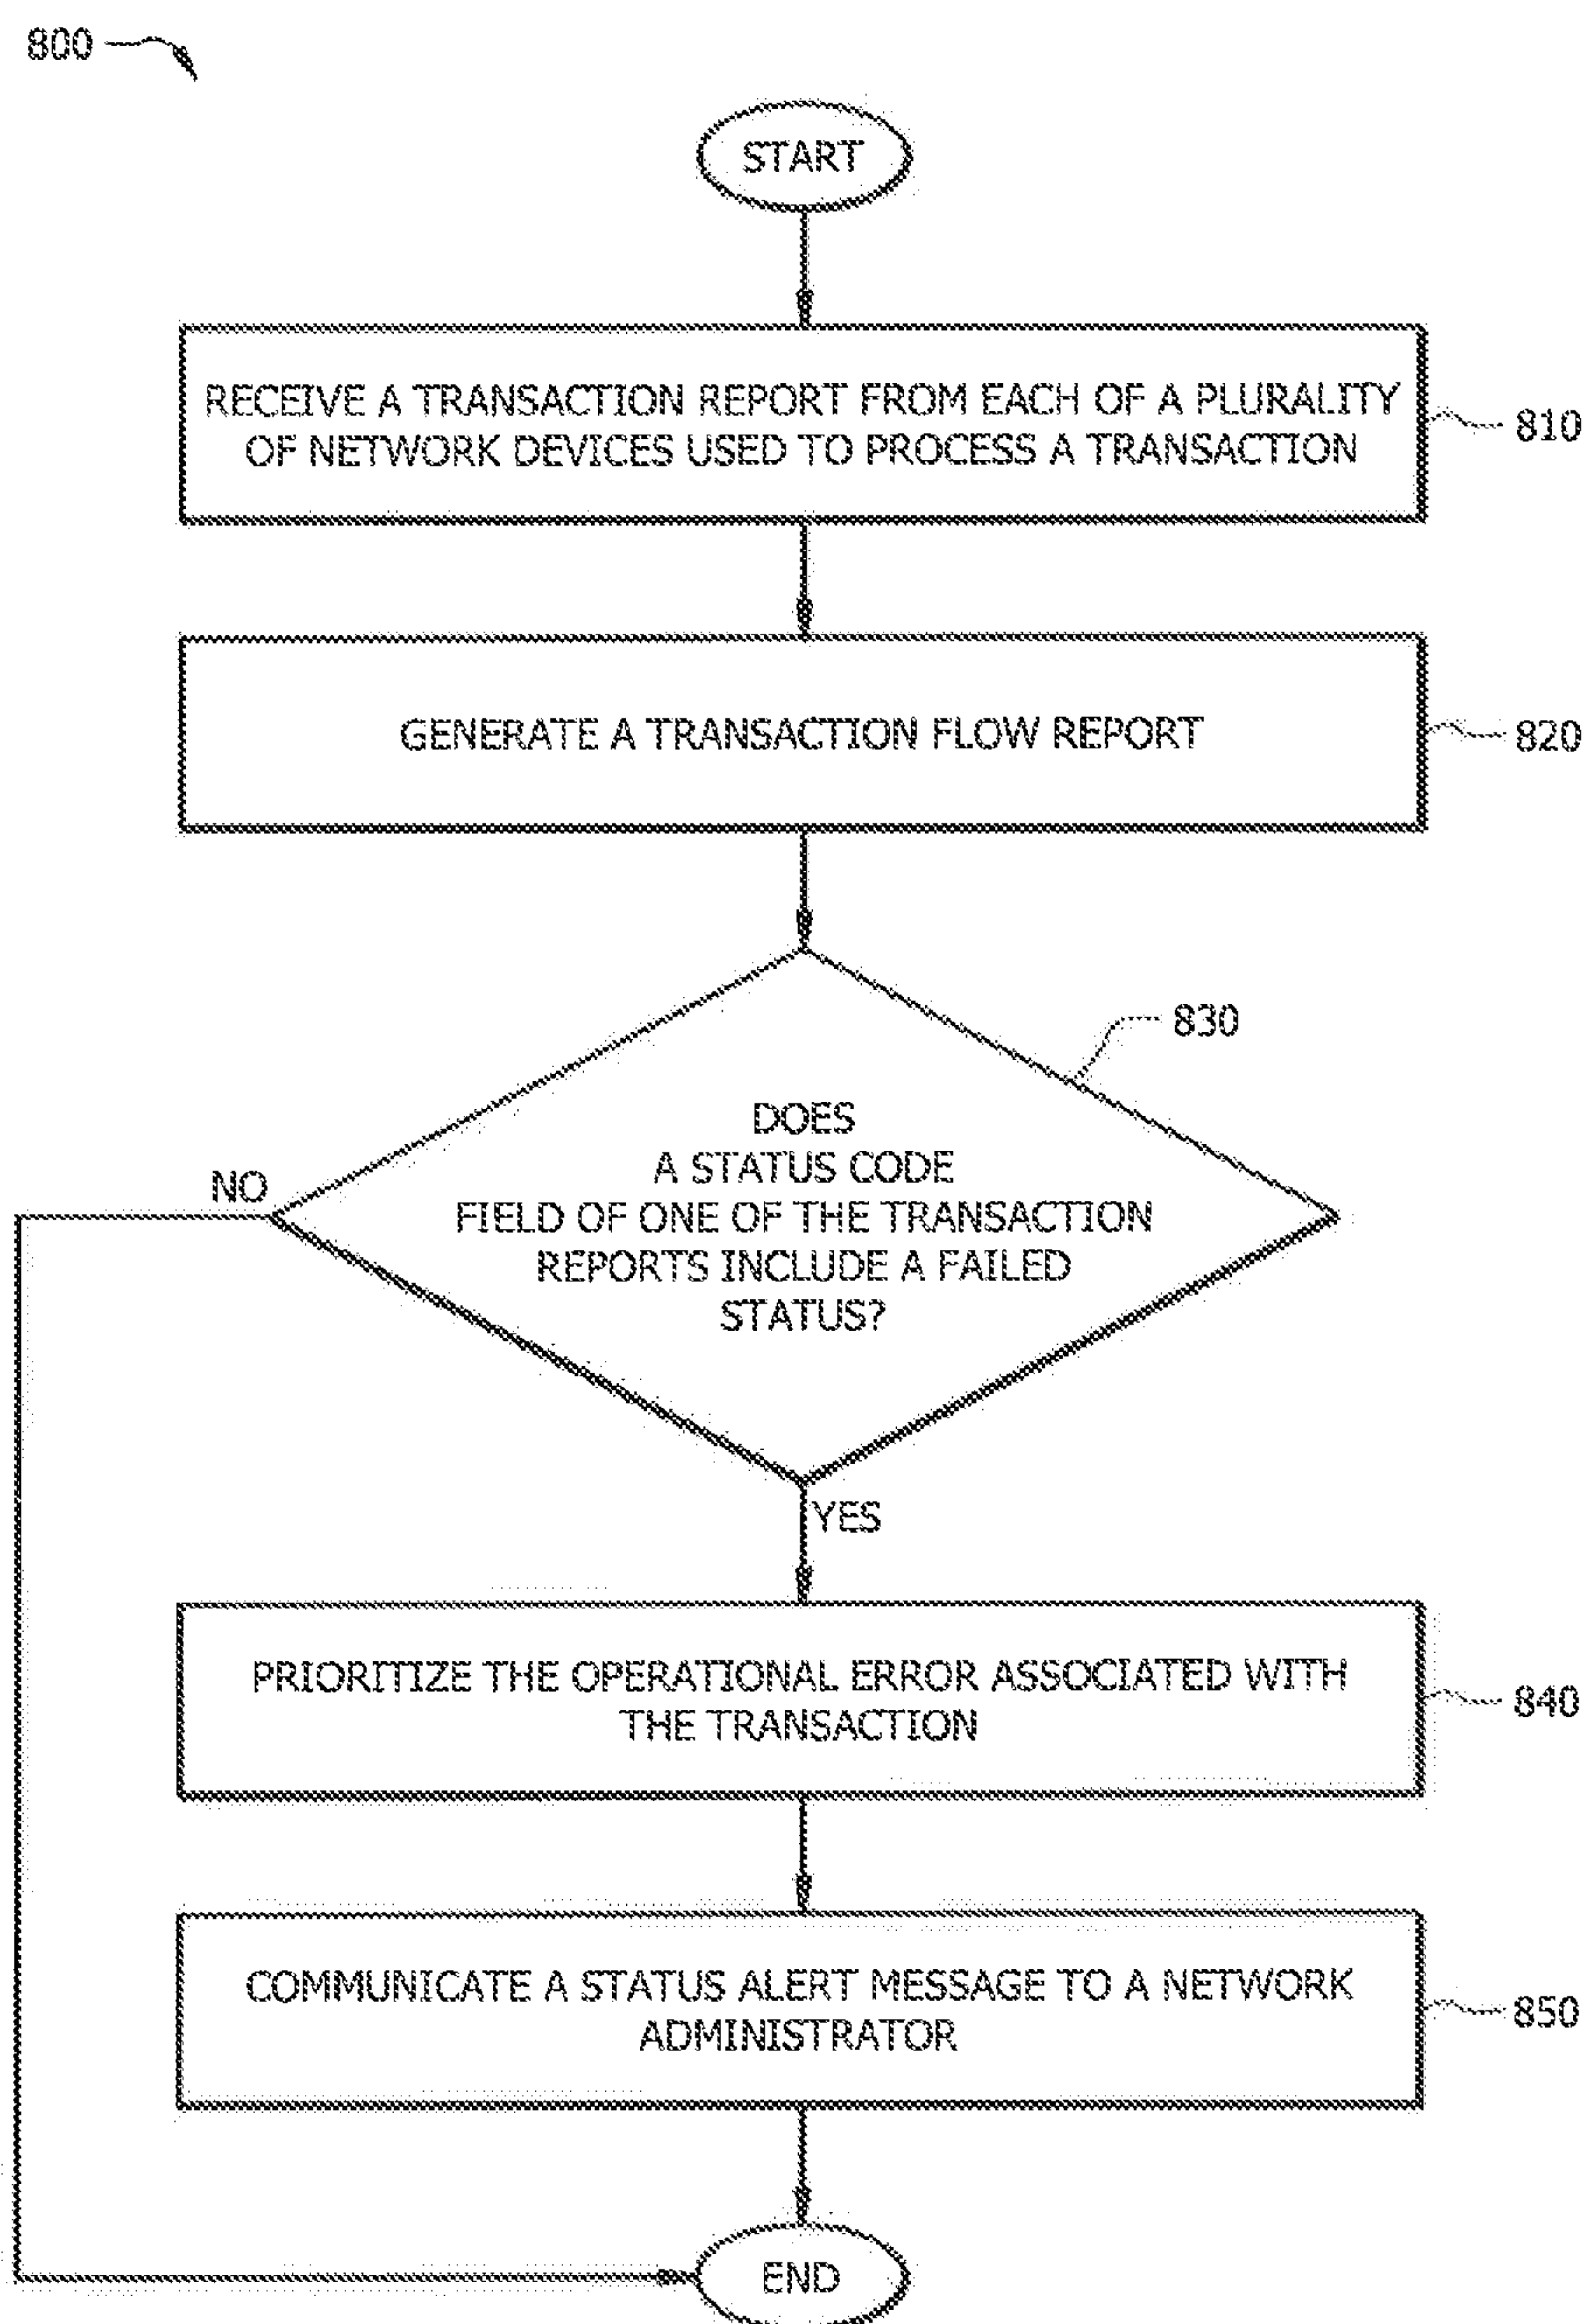 800
START
RECEIVE A TRANSACTION REPORT FROM EACH OF A PLURALITY
OF NETWORK DEVICES USED TO PROCESS A TRANSACTION
810
GENERATE A TRANSACTION FLOW REPORT
820
830
DOES
A STATUS CODE
FIELD OF ONE OF THE TRANSACTION
REPORTS INCLUDE A FAILED
STATUS?
NO
YES
PRIORITIZE THE OPERATIONAL ERROR ASSOCIATED WITH
THE TRANSACTION
840
COMMUNICATE A STATUS ALERT MESSAGE TO A NETWORK
ADMINISTRATOR
850
END